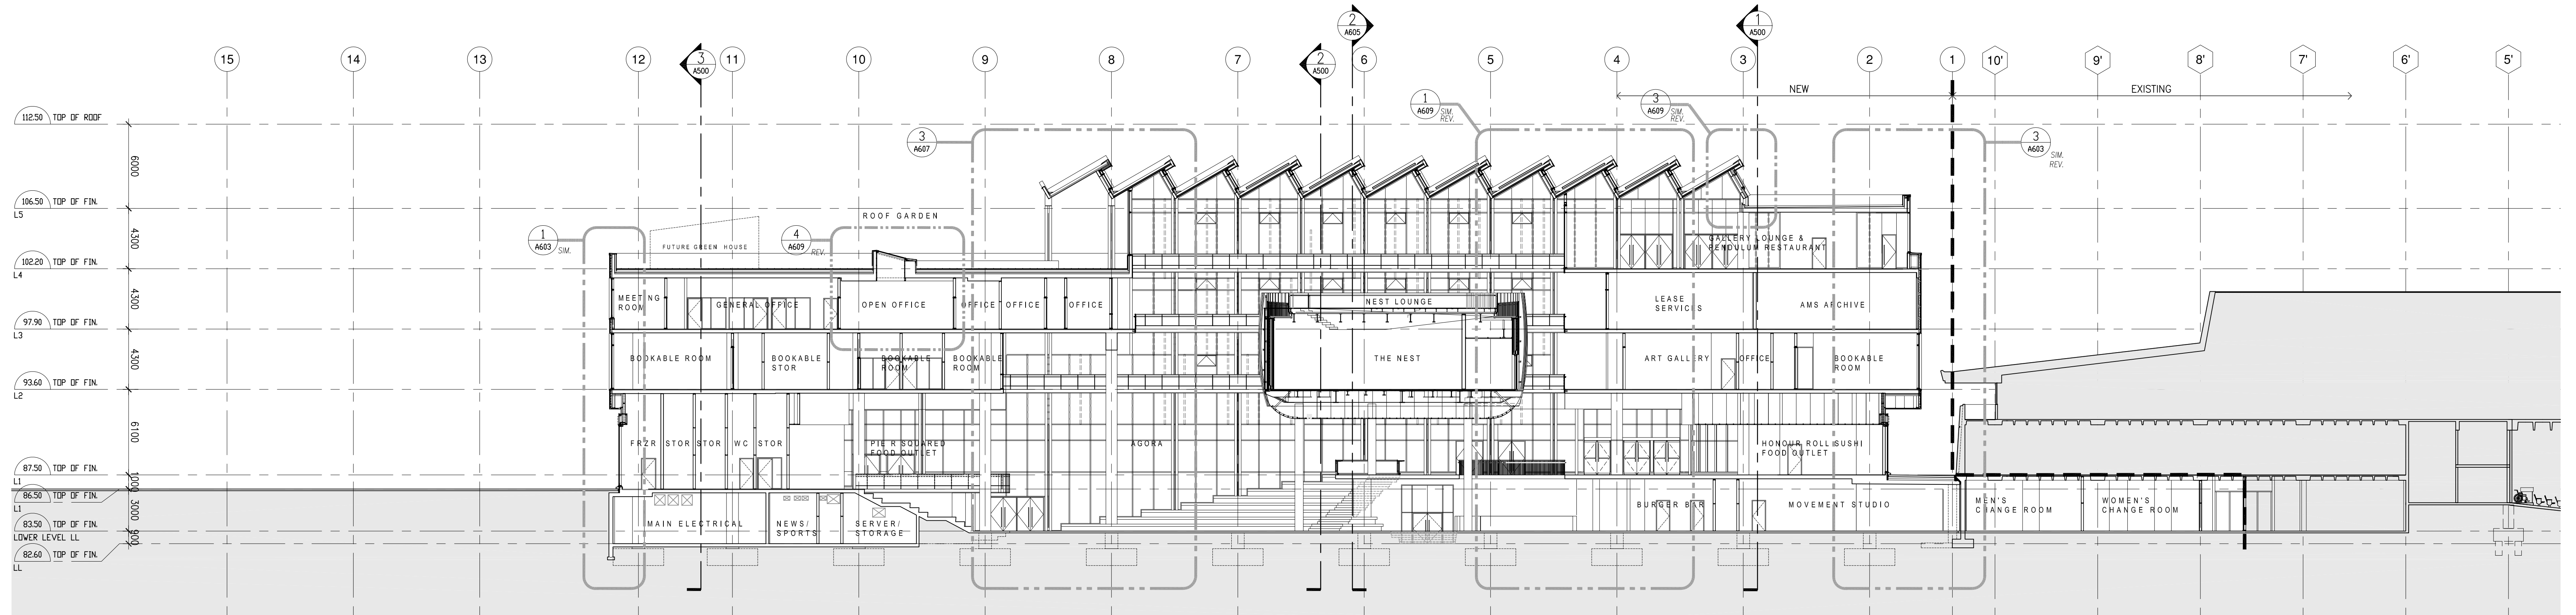 2
A605
1
A500
15
14
13
12
3
A500
11
10
9
8
7
2
A500
6
5
4
3
2
1
10'
9'
8'
7'
6'
5'
NEW
EXISTING
1
A609
SIM.
REV.
3
A609
SIM.
REV.
112.50 TOP OF ROOF
3
A607
3
A603
SIM.
REV.
6000
106.50 TOP OF FIN.
L5
ROOF GARDEN
4300
1
A603
SIM.
FUTURE GREEN HOUSE
4
A609
REV.
GALLERY LOUNGE &
PENDULUM RESTAURANT
102.20 TOP OF FIN.
L4
4300
MEETING
ROOM
GENERAL OFFICE
OPEN OFFICE
OFFICE
OFFICE
OFFICE
NEST LOUNGE
LEASE
SERVICES
AMS ARCHIVE
97.90 TOP OF FIN.
L3
4300
BOOKABLE ROOM
BOOKABLE
STOR
BOOKABLE
ROOM
BOOKABLE
ROOM
THE NEST
ART GALLERY
OFFICE
BOOKABLE
ROOM
93.60 TOP OF FIN.
L2
6100
FRZR
STOR
STOR
WC
STOR
PIE R SQUARED
FOOD OUTLET
AGORA
HONOUR ROLL SUSHI
FOOD OUTLET
87.50 TOP OF FIN.
L1
1000
86.50 TOP OF FIN.
L1
3000
MAIN ELECTRICAL
NEWS/
SPORTS
SERVER/
STORAGE
BURGER BAR
MOVEMENT STUDIO
MEN'S
CHANGE ROOM
WOMEN'S
CHANGE ROOM
83.50 TOP OF FIN.
LOWER LEVEL LL
900
82.60 TOP OF FIN.
LL